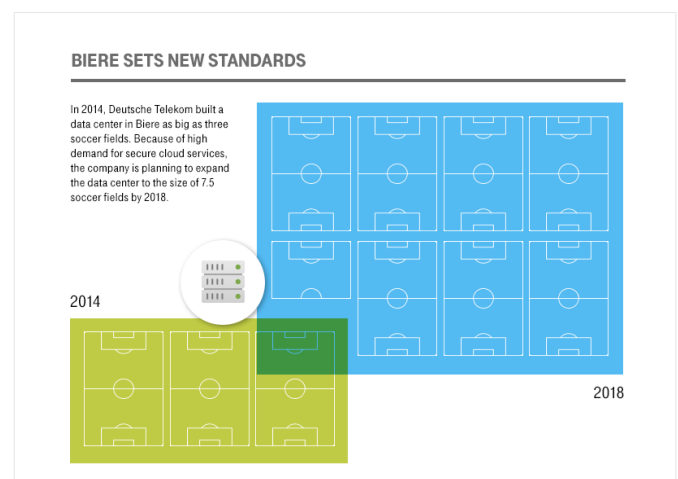 BIERE SETS NEW STANDARDS
In 2014, Deutsche Telekom built a
data center in Biere as big as three
soccer fields. Because of high
demand for secure cloud services,
the company is planning to expand
the data center to the size of 7.5
soccer fields by 2018.
2014
2018